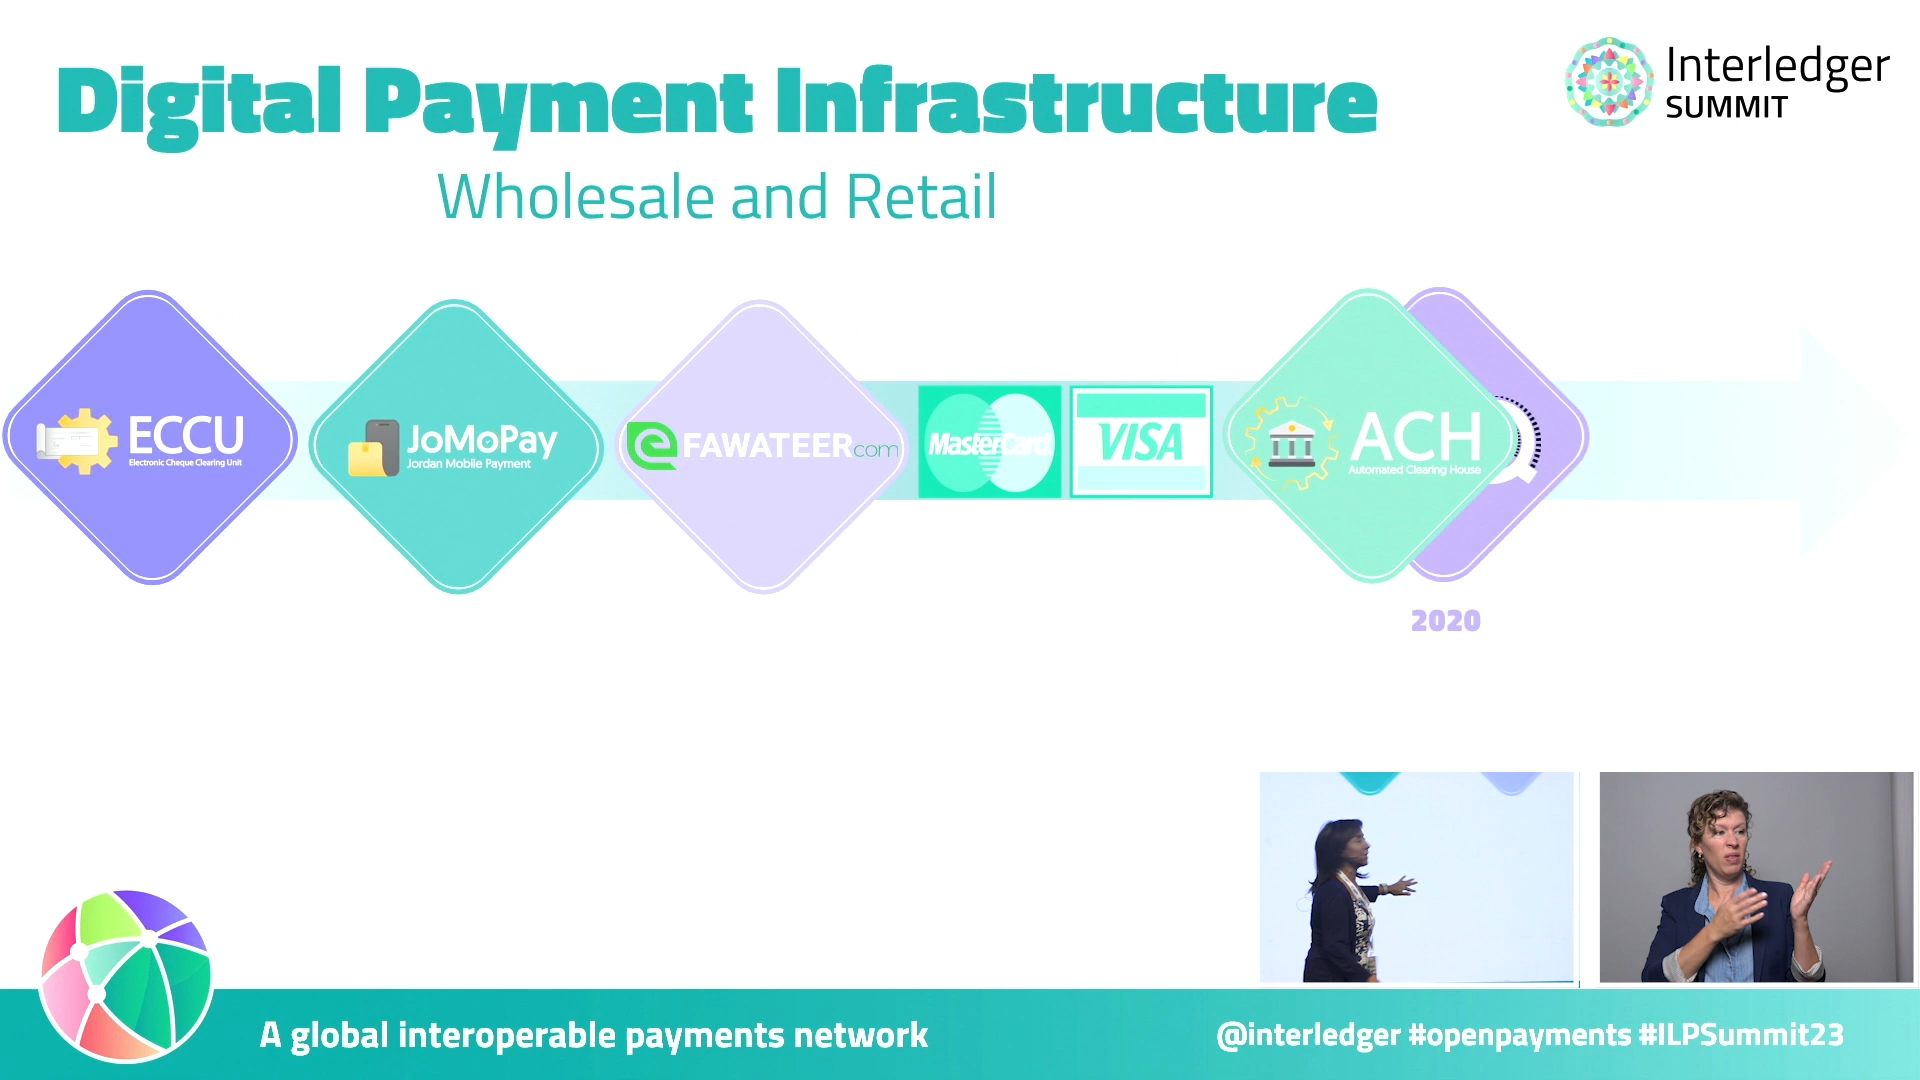 Digital Payment Infrastructure
Wholesale and Retail
Interledger
SUMMIT
ECCU
Electronic Cheque Clearing Unit
JoMoPay
Jordan Mobile Payment
eFAWATEERcom
MasterCard
VISA
ACH
Automated Clearing House
2020
A global interoperable payments network
@interledger #openpayments #ILPSummit23